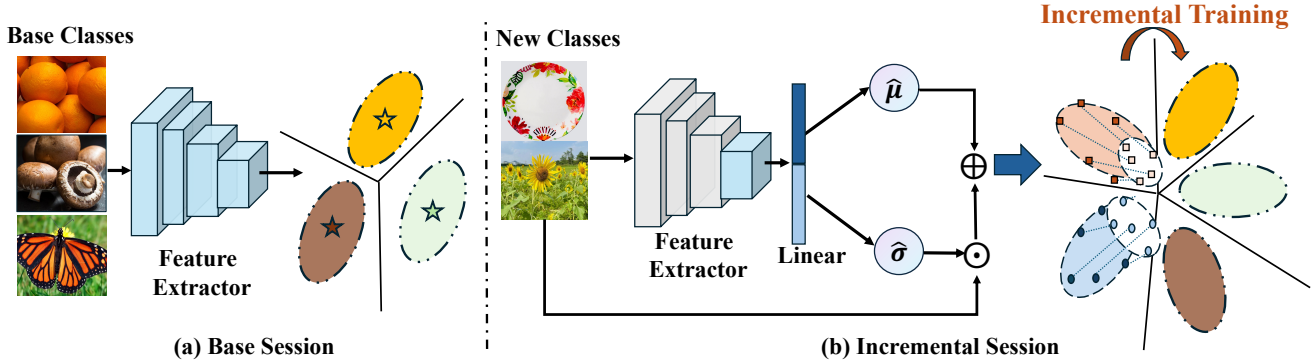 Incremental Training
Base Classes
New Classes
μ̂
⊕
Feature
Extractor
Feature
Extractor
Linear
σ̂
⊙
(a) Base Session
(b) Incremental Session